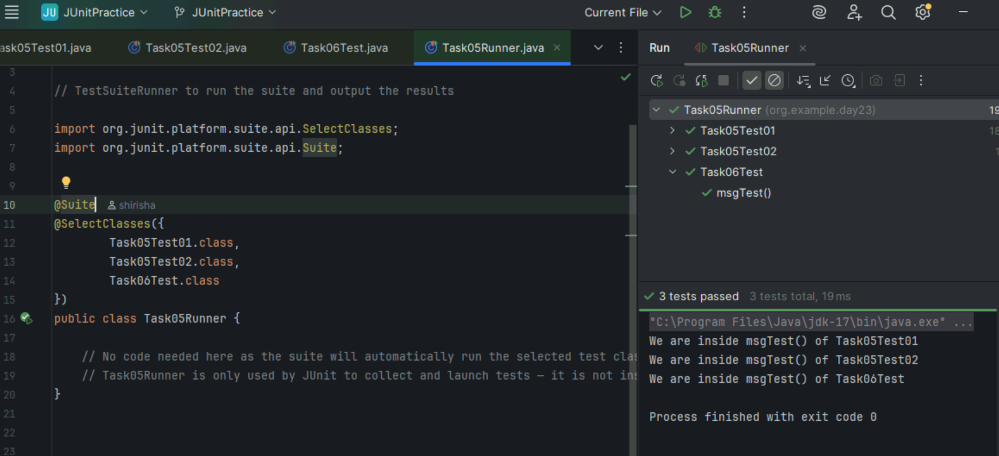 JU JUnitPractice JUnitPractice Current File
ask05Test01.java Task05Test02.java Task06Test.java Task05Runner.java
3
4 // TestSuiteRunner to run the suite and output the results
5
6 import org.junit.platform.suite.api.SelectClasses;
7 import org.junit.platform.suite.api.Suite;
8
9
10 @Suite shirisha
11 @SelectClasses({
12 Task05Test01.class,
13 Task05Test02.class,
14 Task06Test.class
15 })
16 public class Task05Runner {
17
18 // No code needed here as the suite will automatically run the selected test clas
19 // Task05Runner is only used by JUnit to collect and launch tests – it is not ins
20 }
21
22
23
Run Task05Runner
Task05Runner (org.example.day23) 19
Task05Test01 18
Task05Test02 1
Task06Test
msgTest()
3 tests passed 3 tests total, 19 ms
"C:\Program Files\Java\jdk-17\bin\java.exe" ...
We are inside msgTest() of Task05Test01
We are inside msgTest() of Task05Test02
We are inside msgTest() of Task06Test
Process finished with exit code 0